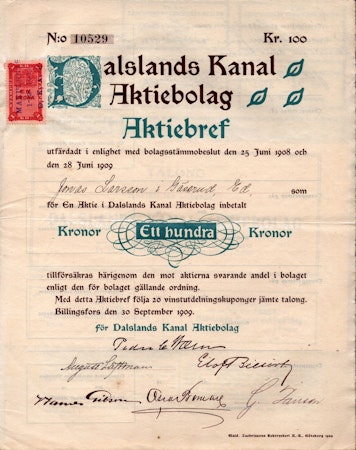 N:o 10529 Kr. 100
Dalslands Kanal
Aktiebolag
Aktiebref
utfärdadt i enlighet med bolagsstämmobeslut den 25 Juni 1908 och
den 28 Juni 1909
Jonas Larsson i Ed som
för En Aktie i Dalslands Kanal Aktiebolag inbetalt
Kronor Ett hundra Kronor
tillförsäkras härigenom den mot aktierna svarande andel i bolaget
enligt den för bolaget gällande ordning.
Med detta Aktiebref följa 20 vinstutdelningskuponger jämte talong.
Billingsfors den 30 September 1909.
för Dalslands Kanal Aktiebolag